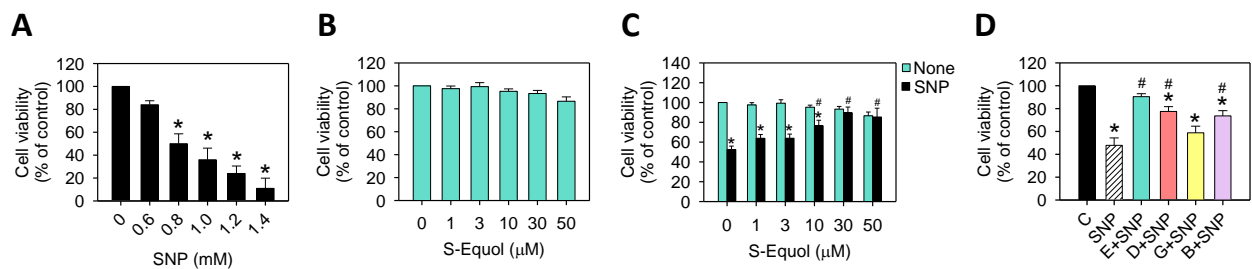 A
Cell viability
(% of control)
120
100
80
60
40
20
0
*
*
*
*
0
0.6
0.8
1.0
1.2
1.4
SNP (mM)
B
Cell viability
(% of control)
120
100
80
60
40
20
0
0 1 3 10 30 50
S-Equol (μM)
C
Cell viability
(% of control)
140
120
100
80
60
40
20
0
None
SNP
# # #
* * * *
0 1 3 10 30 50
S-Equol (μM)
D
Cell viability
(% of control)
120
100
80
60
40
20
0
# # #
* * * *
C
SNP
E+SNP
D+SNP
G+SNP
B+SNP